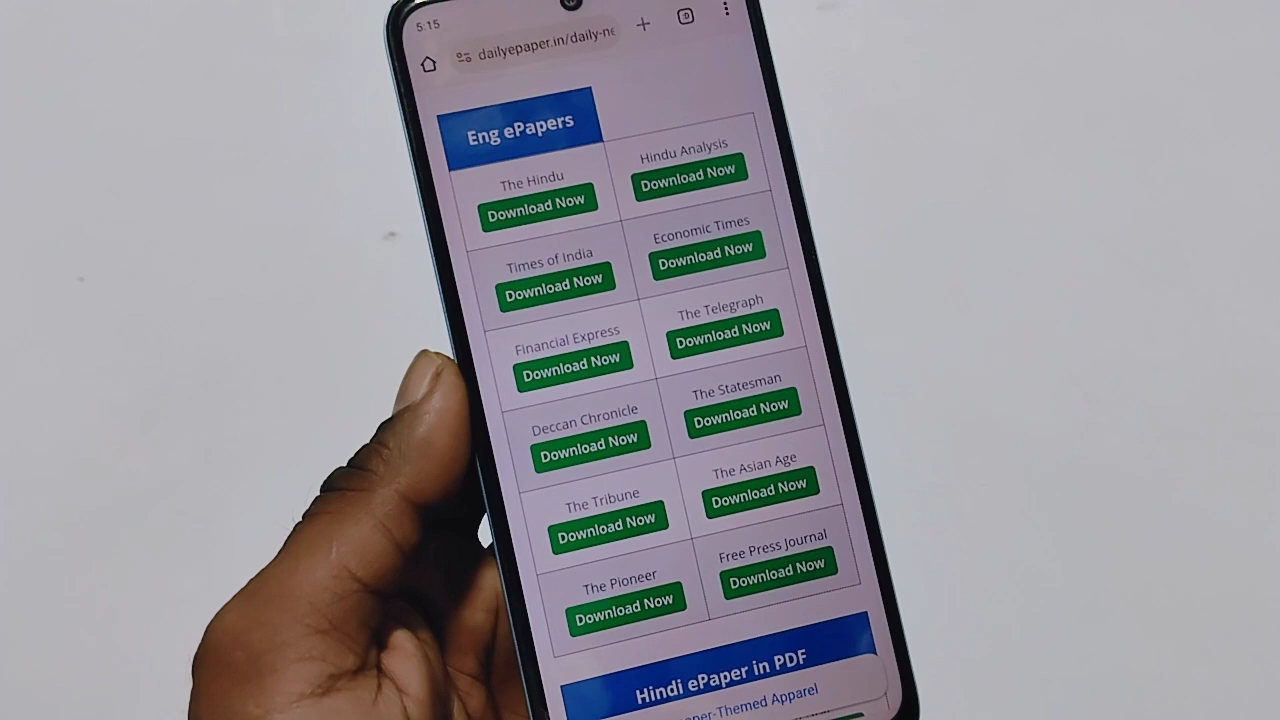 5:15
dailyepaper.in/daily-ne
Eng ePapers
The Hindu
Download Now
Hindu Analysis
Download Now
Times of India
Download Now
Economic Times
Download Now
Financial Express
Download Now
The Telegraph
Download Now
Deccan Chronicle
Download Now
The Statesman
Download Now
The Tribune
Download Now
The Asian Age
Download Now
The Pioneer
Download Now
Free Press Journal
Download Now
Hindi ePaper in PDF
per-Themed Apparel